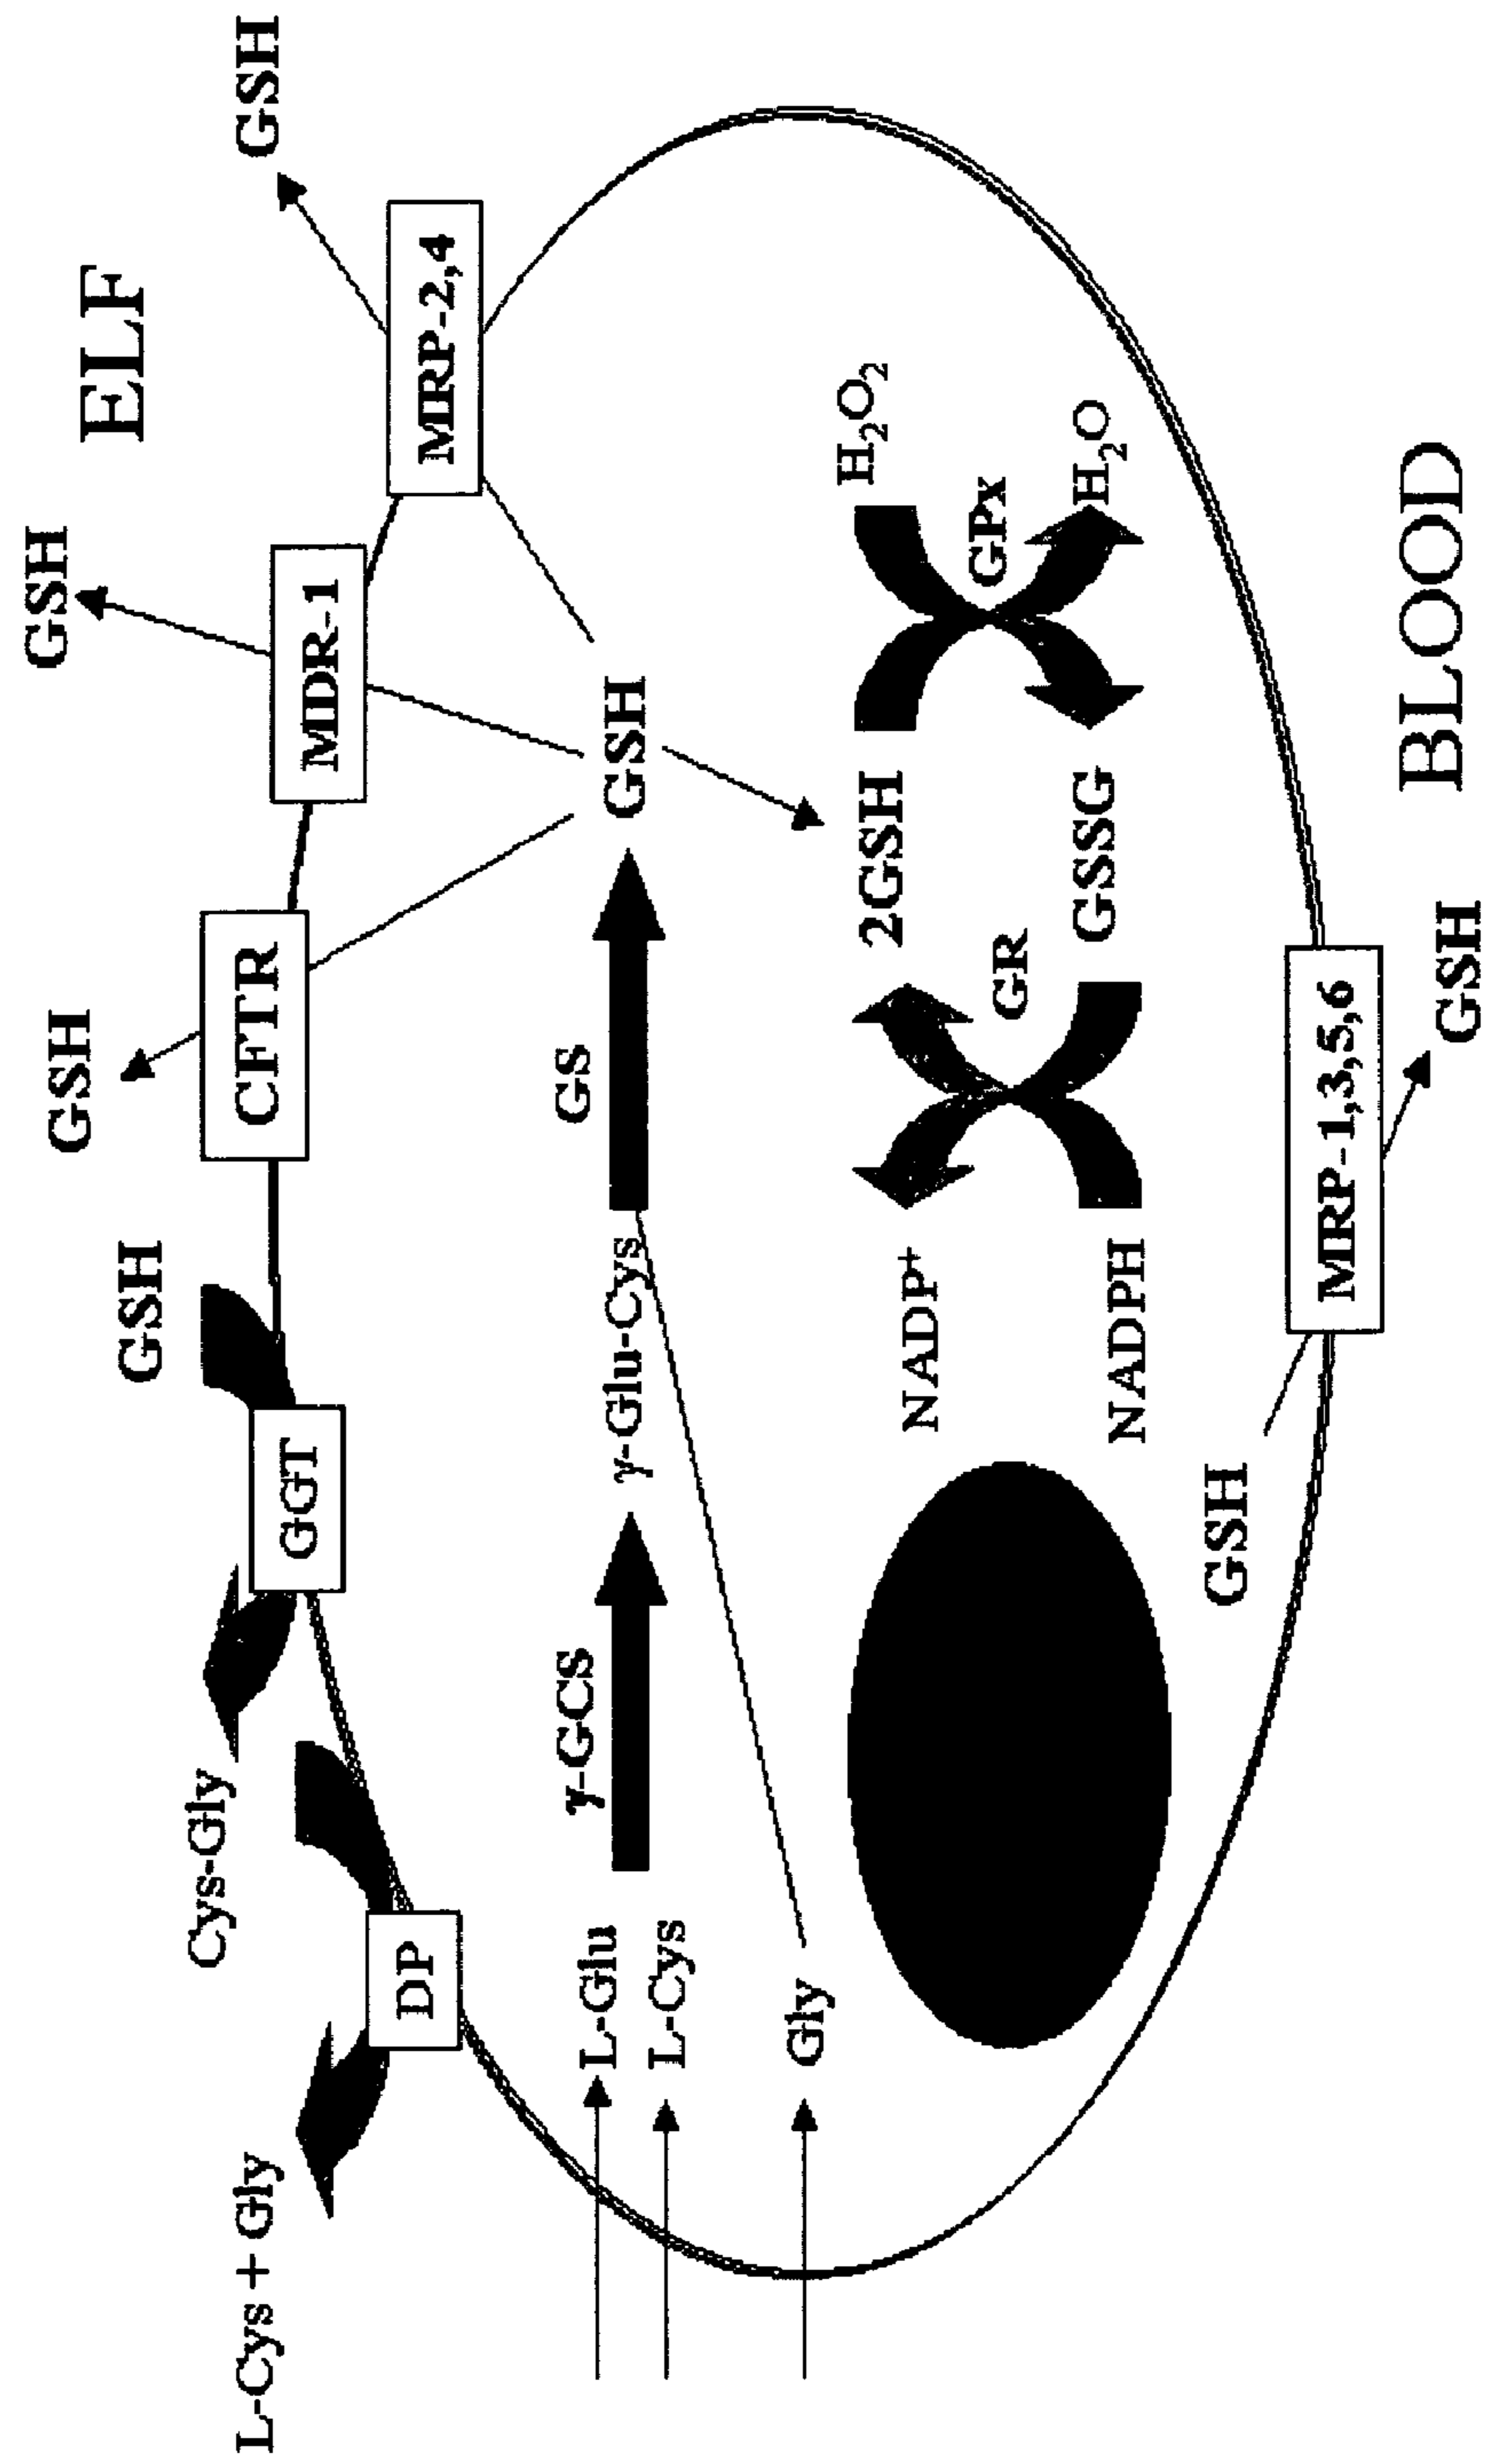 ELF
GSH
GSH
GSH
GSH
Cys-Gly
L-Cys + Gly
DP
GGT
CFTR
MDR-1
MRP-2,4
L-Glu
L-Cys
Gly
γ-GCS
γ-Glu-Cys
GS
GSH
NADP⁺
NADPH
GR
2GSH
GSSG
GPx
H₂O₂
H₂O
GSH
MRP-1,3,5,6
GSH
BLOOD